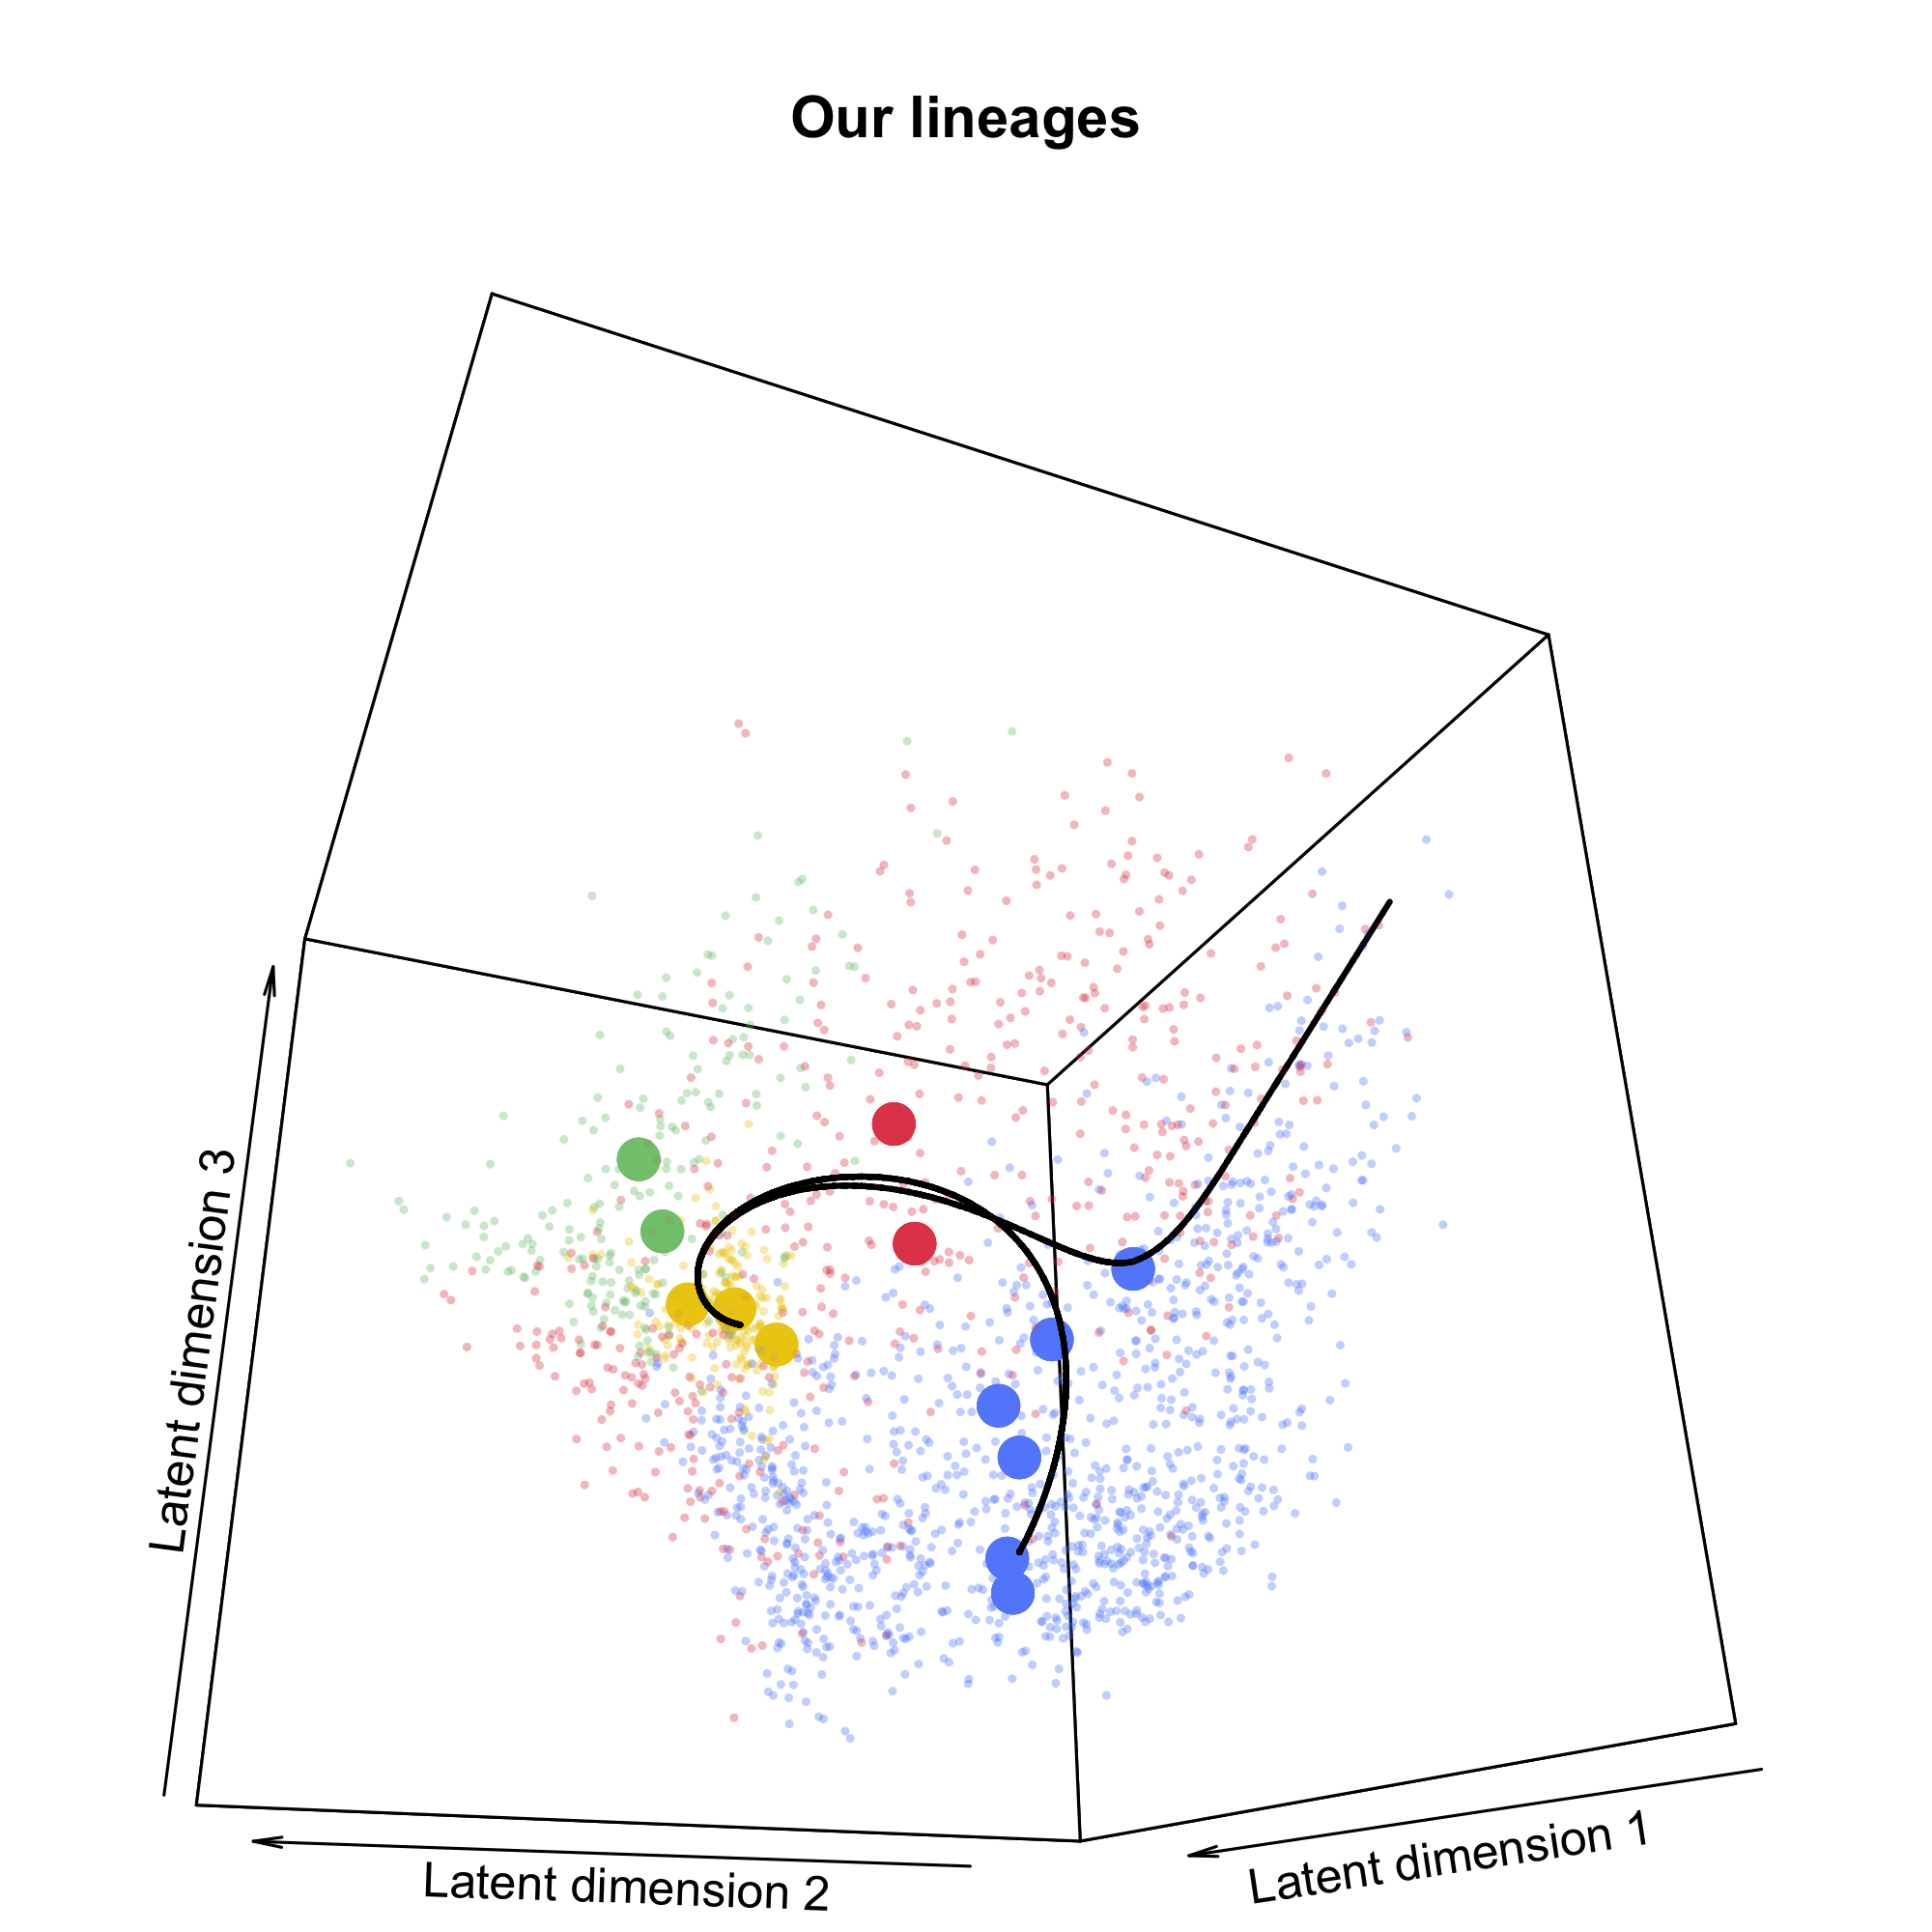 Our lineages
Latent dimension 3
Latent dimension 2
Latent dimension 1